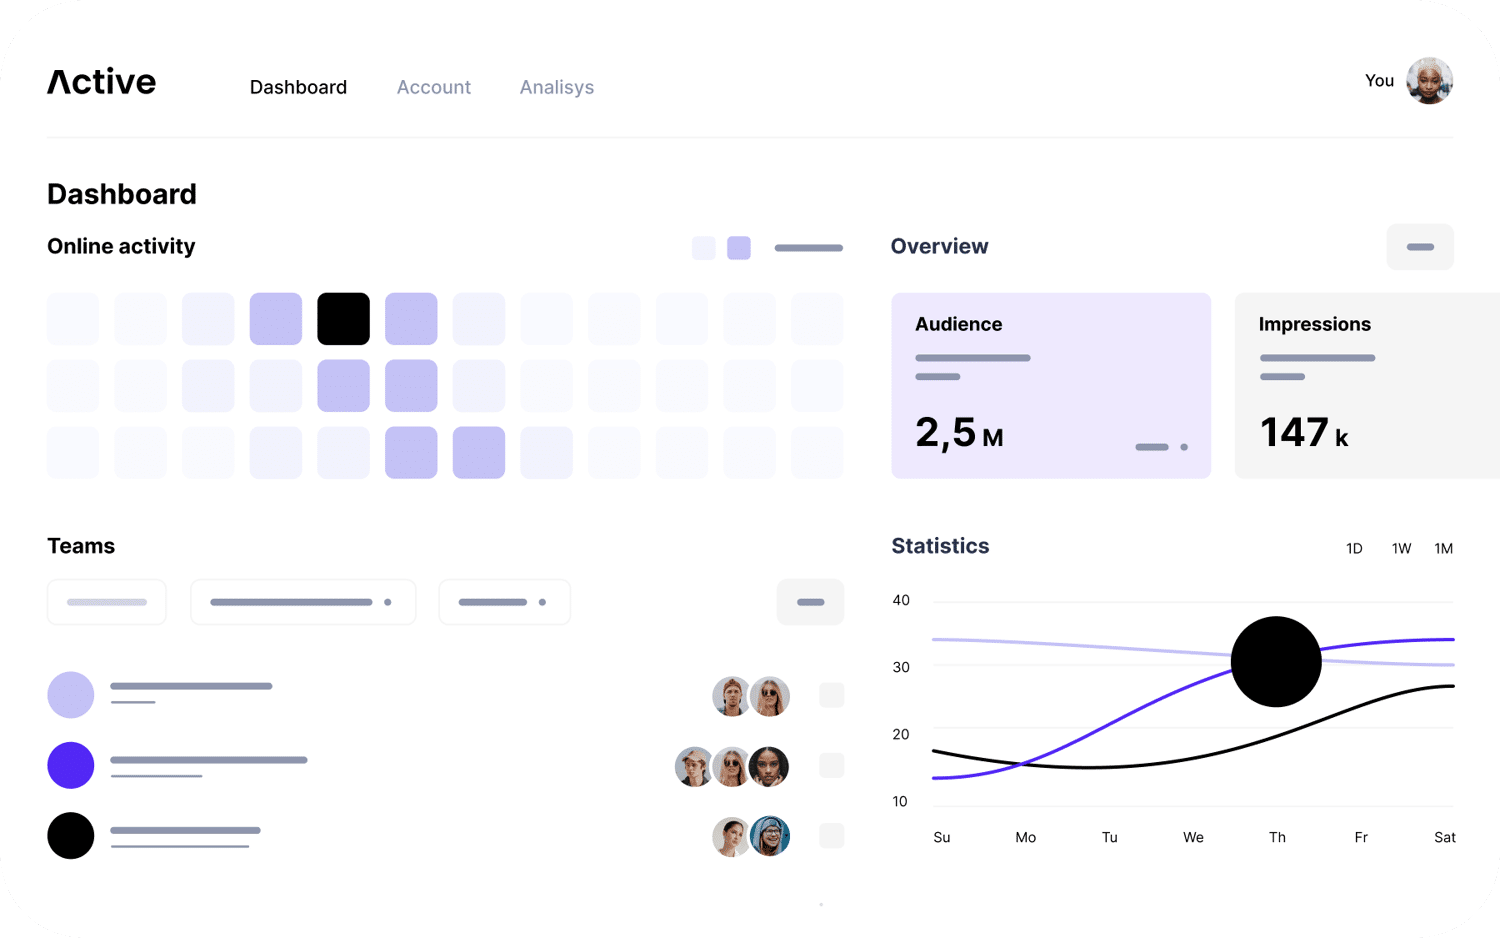 Active
Dashboard
Account
Analisys
You
Dashboard
Online activity
Overview
Audience
2,5 M
Impressions
147 k
Teams
Statistics
1D
1W
1M
40
30
20
10
Su
Mo
Tu
We
Th
Fr
Sat